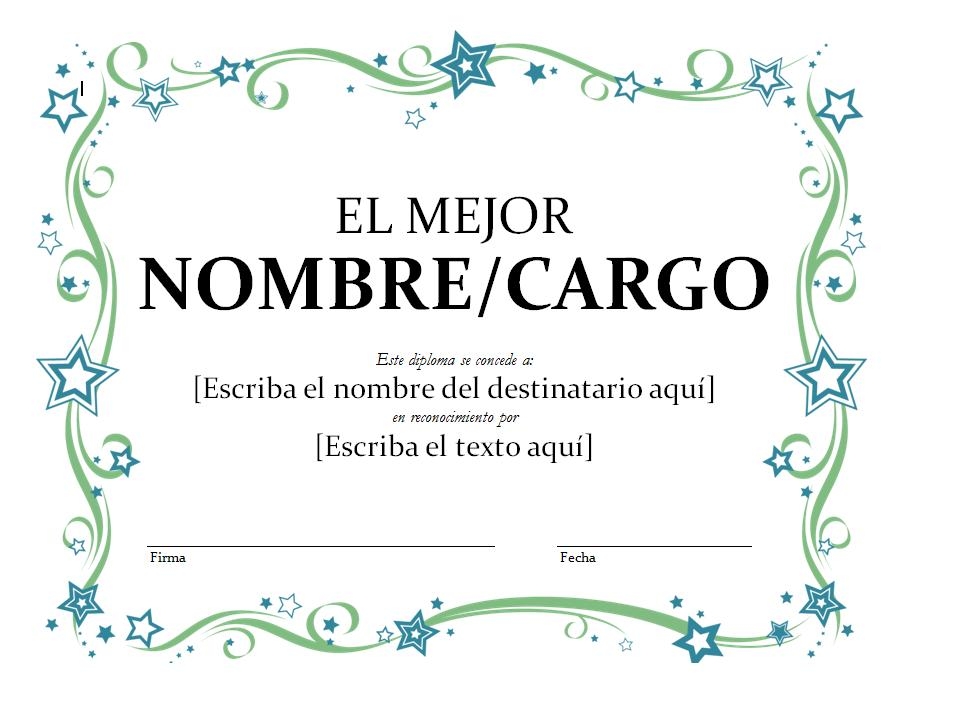 EL MEJOR
NOMBRE/CARGO
Este diploma se concede a:
[Escriba el nombre del destinatario aquí]
en reconocimiento por
[Escriba el texto aquí]
Firma
Fecha